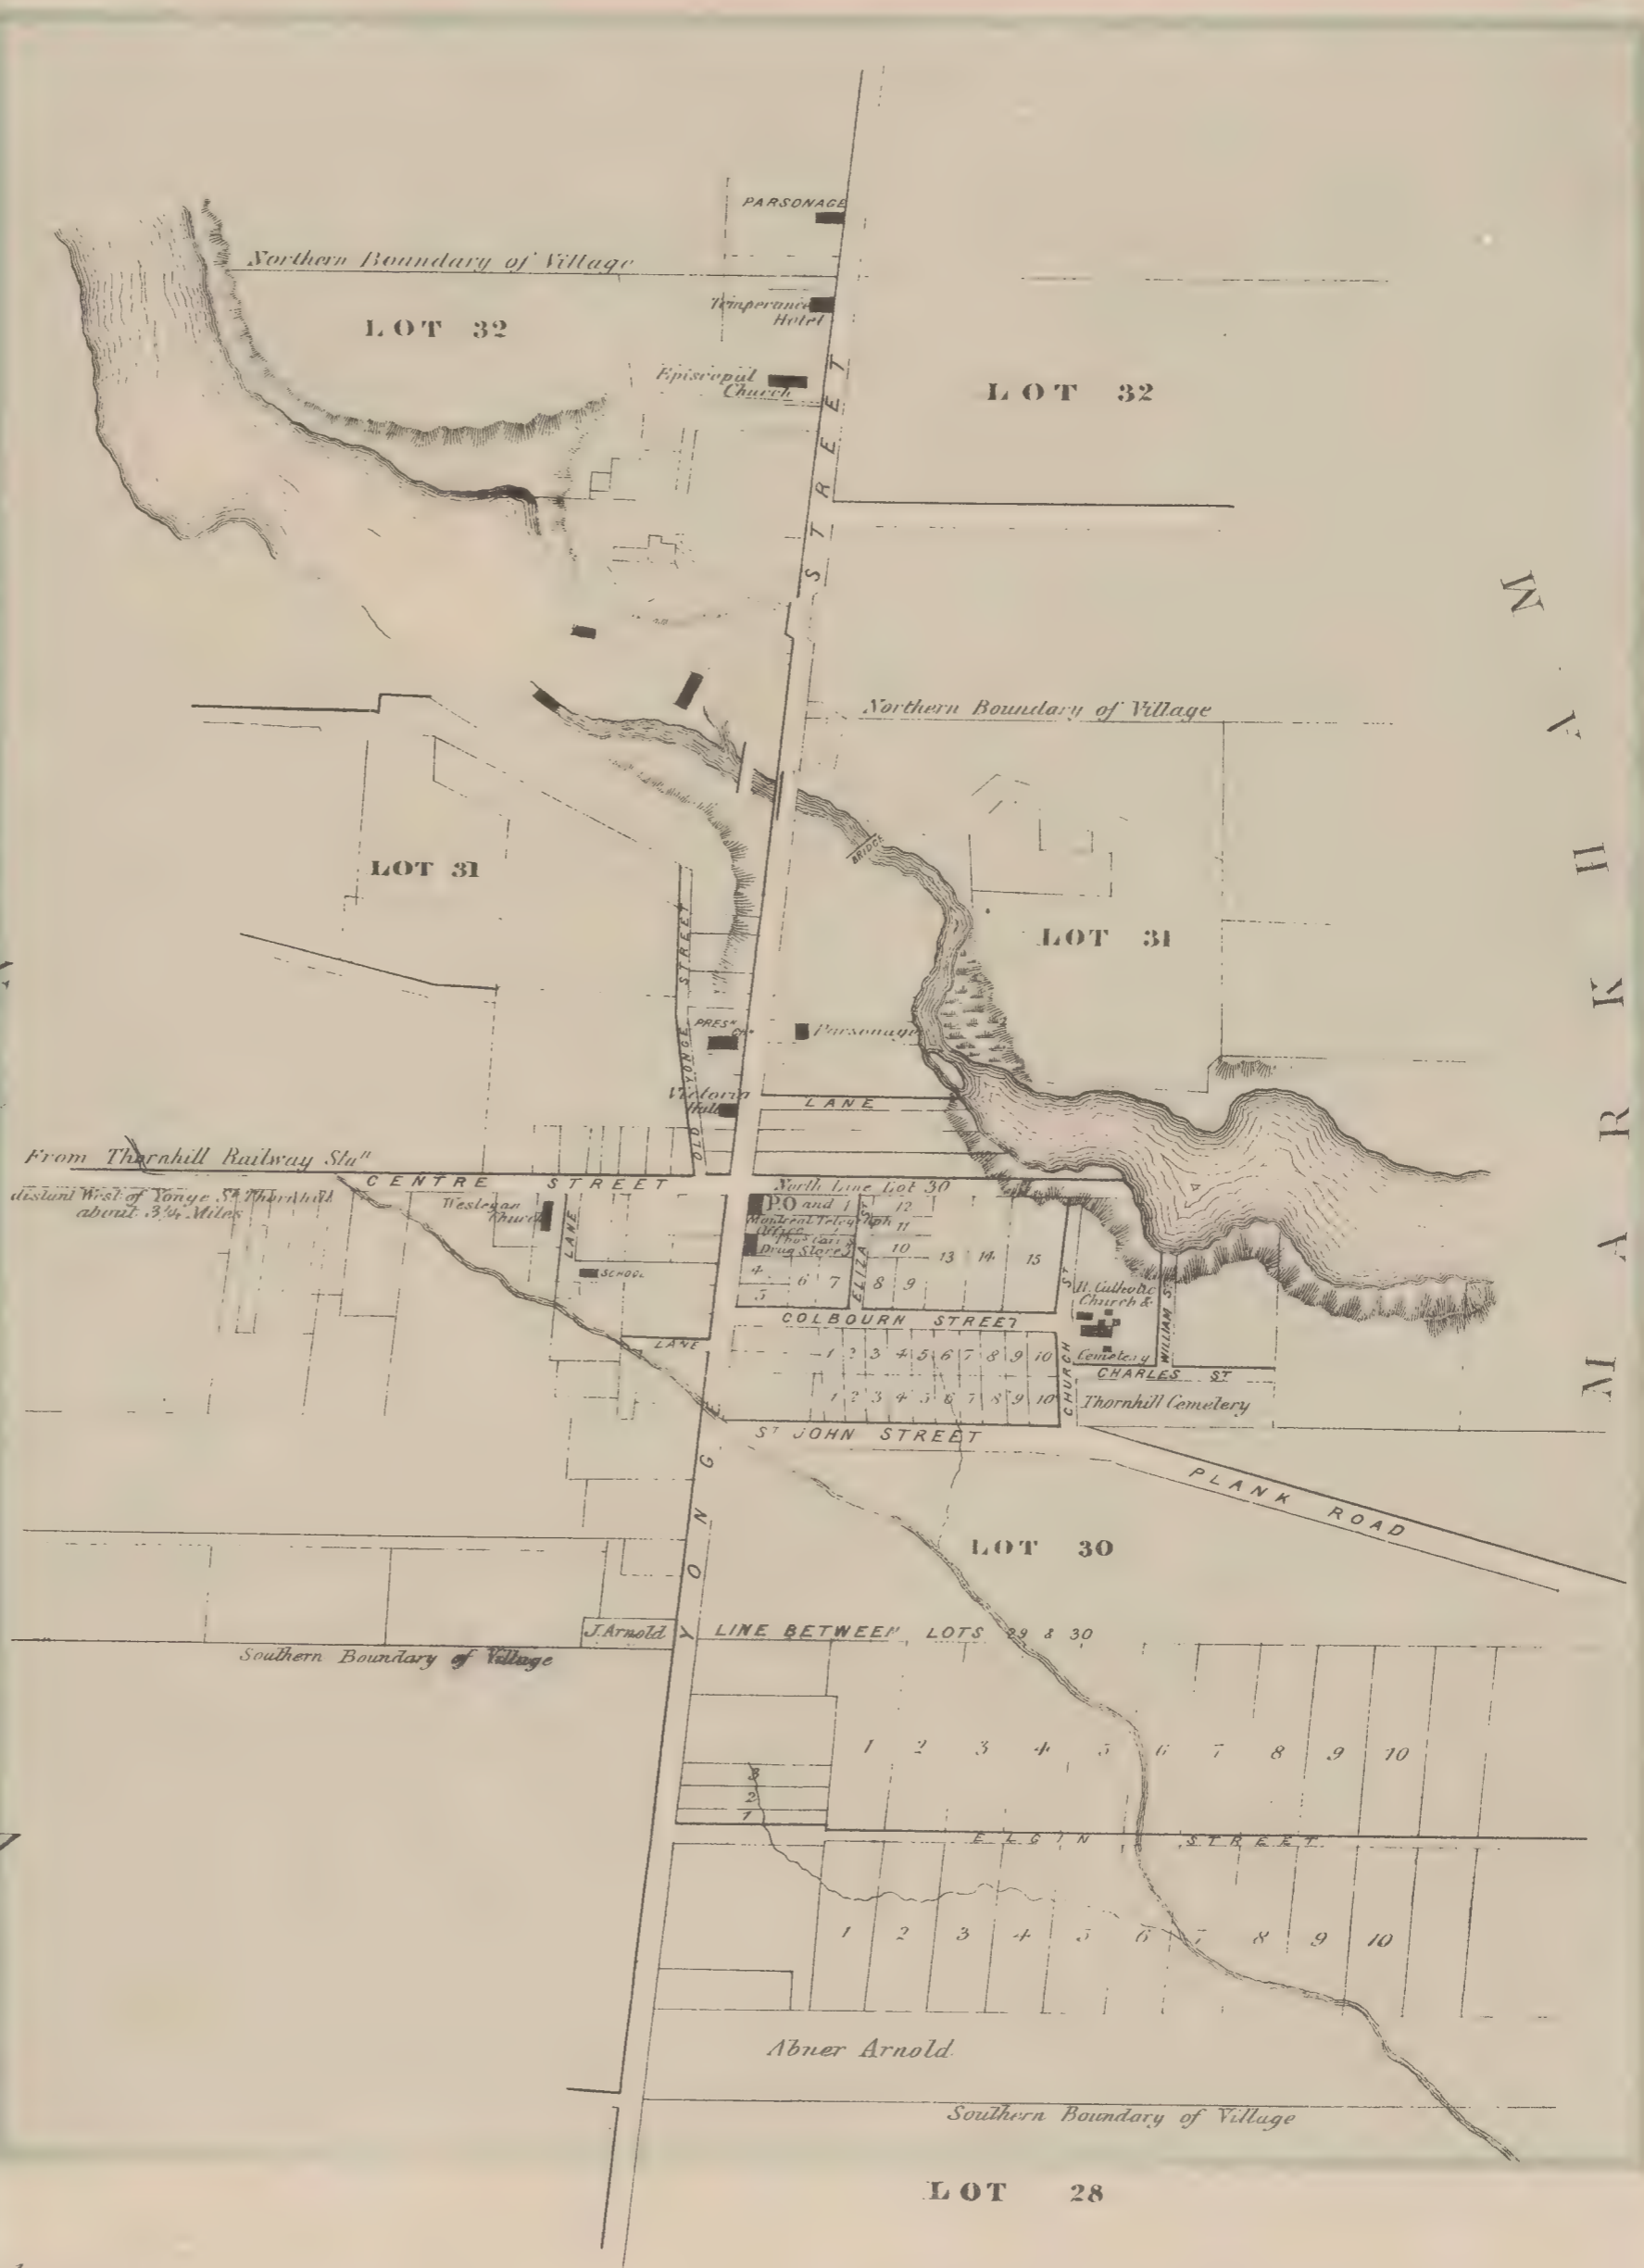 PARSONAGE
Northern Boundary of Village
Temperance
Hotel
LOT 32
Episcopal
Church
LOT 32
STREET
MARKHAM
Northern Boundary of Village
BRIDGE
LOT 31
LOT 31
OLD YONGE STREET
PRESN
CH.
Parsonage
Victoria
Hall
LANE
From Thornhill Railway Stan
distant West of Yonge St. Thornhill
about 3¼ Miles
CENTRE STREET
North Line Lot 30
Wesleyan
Church
LANE
SCHOOL
P.O and 1
Montreal Telegraph
Office
Thos Carr's
Drug Store 3
ELIZA ST
12
11
10
13 14 15
4
5
6 7 8 9
R. Catholic
Church &
Cemetery
CHURCH ST
WILLIAM S.
COLBOURN STREET
LANE
1 2 3 4 5 6 7 8 9 10
CHARLES ST
1 2 3 4 5 6 7 8 9 10
Thornhill Cemetery
ST JOHN STREET
PLANK ROAD
YONG
LOT 30
J. Arnold
LINE BETWEEN LOTS 29 & 30
Southern Boundary of Village
1 2 3 4 5 6 7 8 9 10
3
2
1
ELGIN STREET
1 2 3 4 5 6 7 8 9 10
Abner Arnold
Southern Boundary of Village
LOT 28